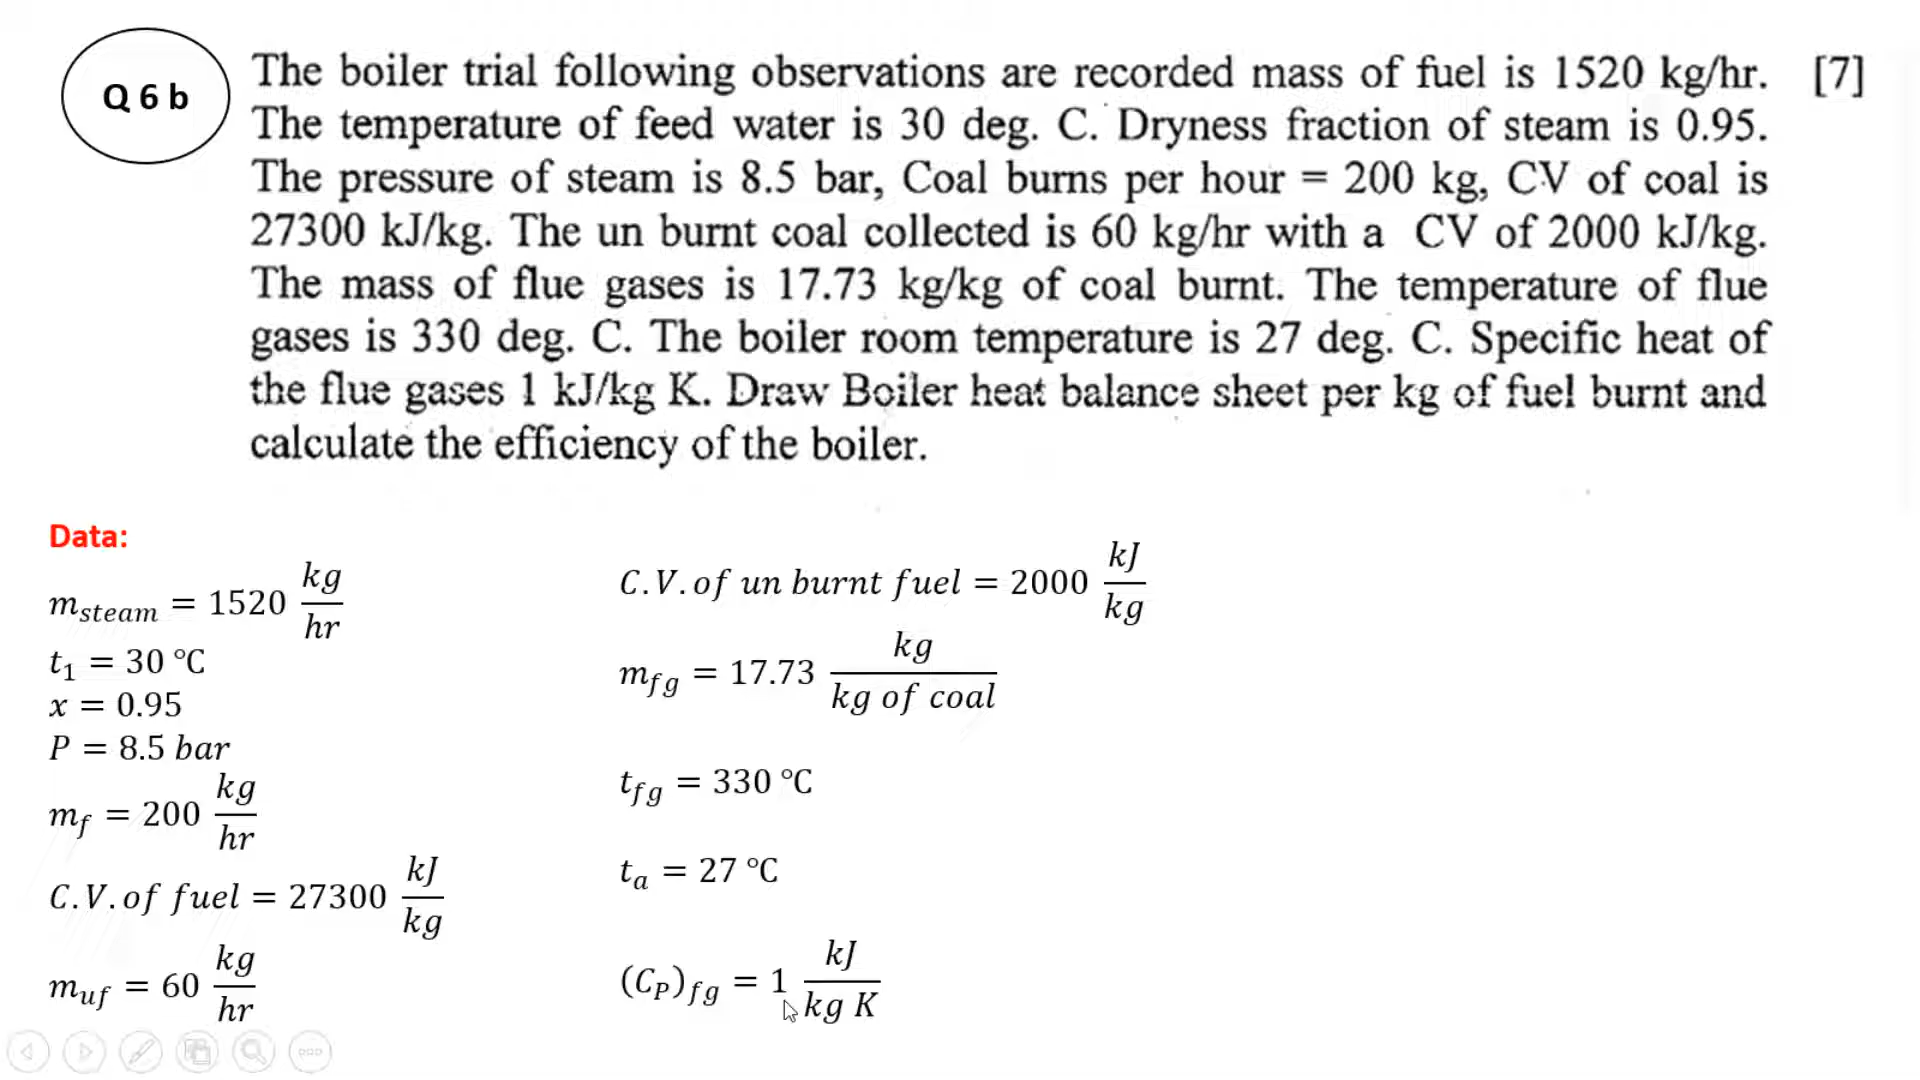 Q 6 b
The boiler trial following observations are recorded mass of fuel is 1520 kg/hr. [7]
The temperature of feed water is 30 deg. C. Dryness fraction of steam is 0.95.
The pressure of steam is 8.5 bar, Coal burns per hour = 200 kg, CV of coal is
27300 kJ/kg. The un burnt coal collected is 60 kg/hr with a CV of 2000 kJ/kg.
The mass of flue gases is 17.73 kg/kg of coal burnt. The temperature of flue
gases is 330 deg. C. The boiler room temperature is 27 deg. C. Specific heat of
the flue gases 1 kJ/kg K. Draw Boiler heat balance sheet per kg of fuel burnt and
calculate the efficiency of the boiler.
Data:
m_steam = 1520 kg/hr
t₁ = 30 °C
x = 0.95
P = 8.5 bar
m_f = 200 kg/hr
C.V. of fuel = 27300 kJ/kg
m_uf = 60 kg/hr
C.V. of un burnt fuel = 2000 kJ/kg
m_fg = 17.73 kg/kg of coal
t_fg = 330 °C
t_a = 27 °C
(C_P)_fg = 1 kJ/kg K